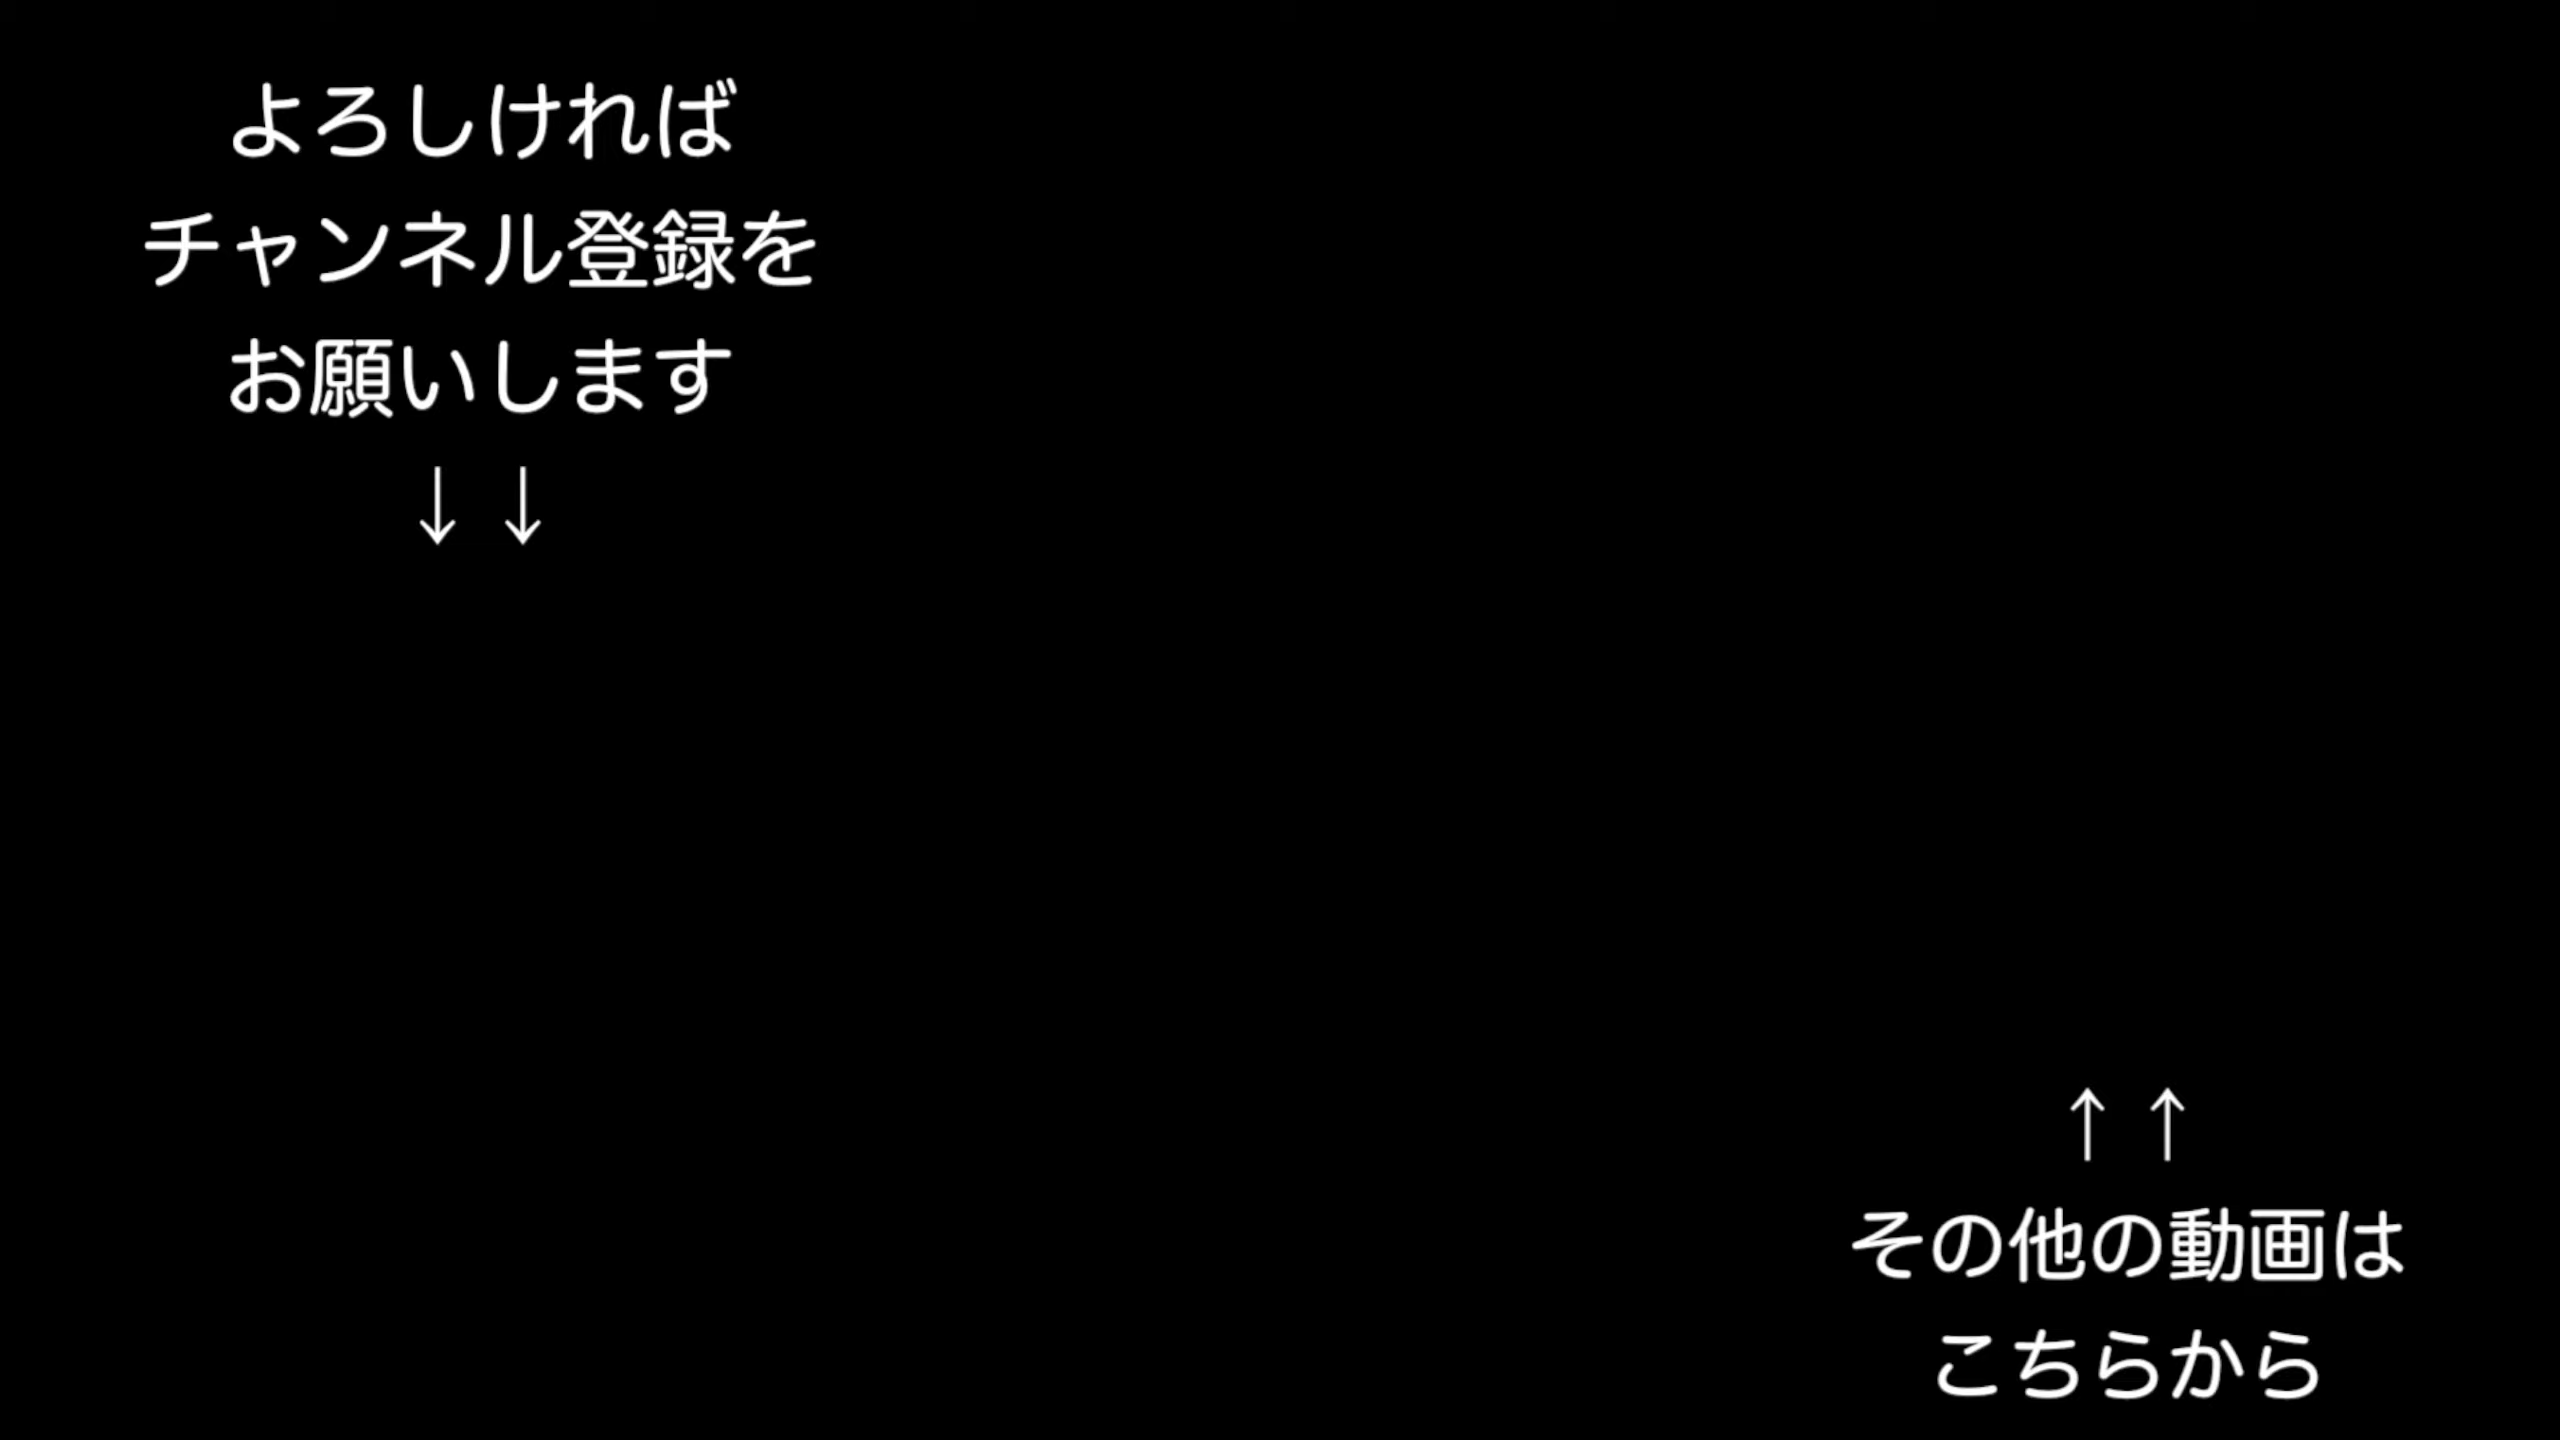 よろしければ
チャンネル登録を
お願いします
↓↓
↑↑
その他の動画は
こちらから